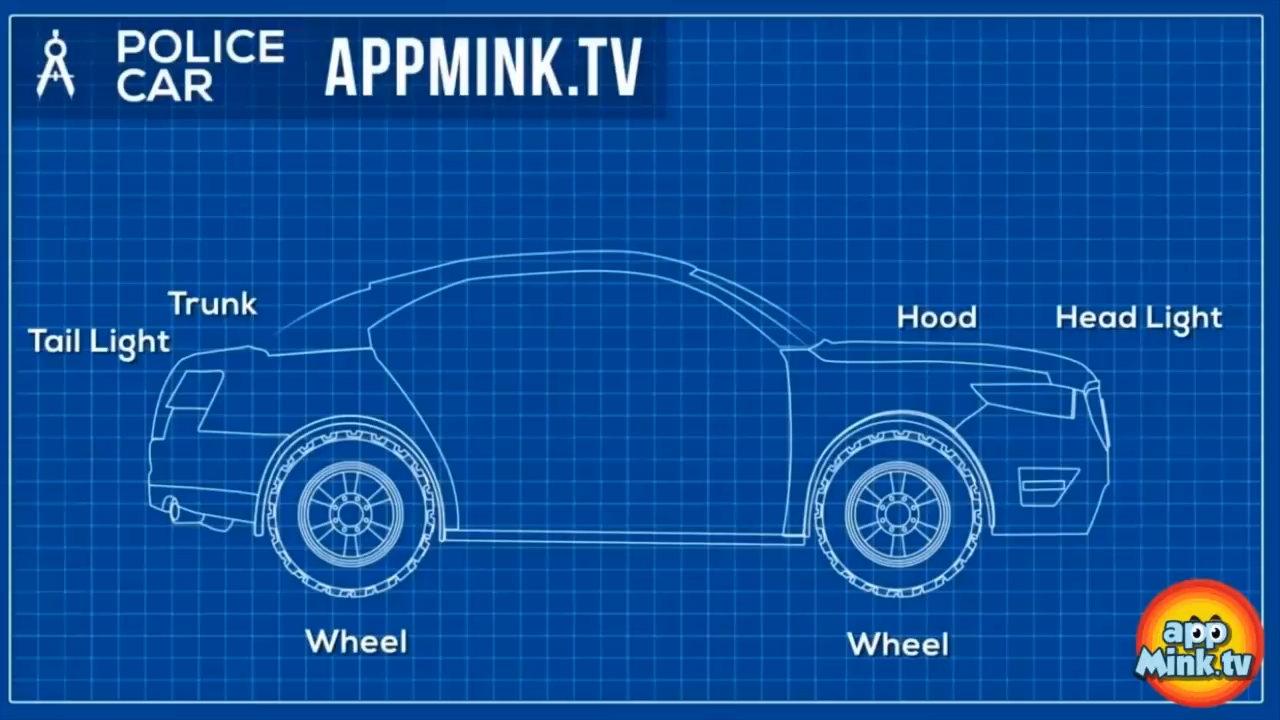 POLICE
CAR
APPMINK.TV
Trunk
Tail Light
Hood
Head Light
Wheel
Wheel
app
Mink.tv